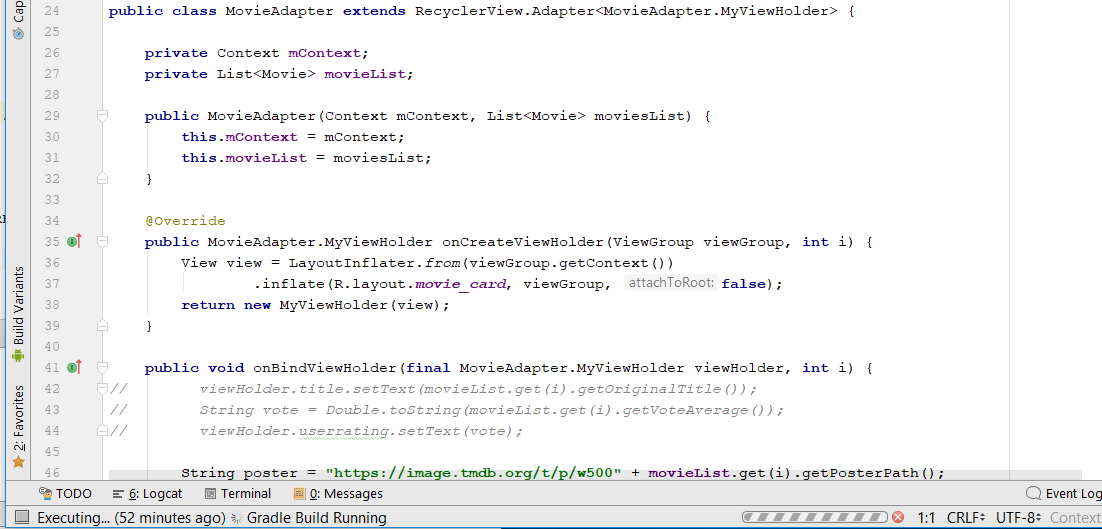 Cap
24 public class MovieAdapter extends RecyclerView.Adapter<MovieAdapter.MyViewHolder> {
25
26 private Context mContext;
27 private List<Movie> movieList;
28
29 public MovieAdapter(Context mContext, List<Movie> moviesList) {
30 this.mContext = mContext;
31 this.movieList = moviesList;
32 }
33
34 @Override
35 public MovieAdapter.MyViewHolder onCreateViewHolder(ViewGroup viewGroup, int i) {
36 View view = LayoutInflater.from(viewGroup.getContext())
37 .inflate(R.layout.movie_card, viewGroup, attachToRoot: false);
38 return new MyViewHolder(view);
39 }
40
41 public void onBindViewHolder(final MovieAdapter.MyViewHolder viewHolder, int i) {
42 // viewHolder.title.setText(movieList.get(i).getOriginalTitle());
43 // String vote = Double.toString(movieList.get(i).getVoteAverage());
44 // viewHolder.userrating.setText(vote);
45
46 String poster = "https://image.tmdb.org/t/p/w500" + movieList.get(i).getPosterPath();
Build Variants
2: Favorites
TODO 6: Logcat Terminal 0: Messages Event Log
Executing... (52 minutes ago) Gradle Build Running 1:1 CRLF UTF-8 Context